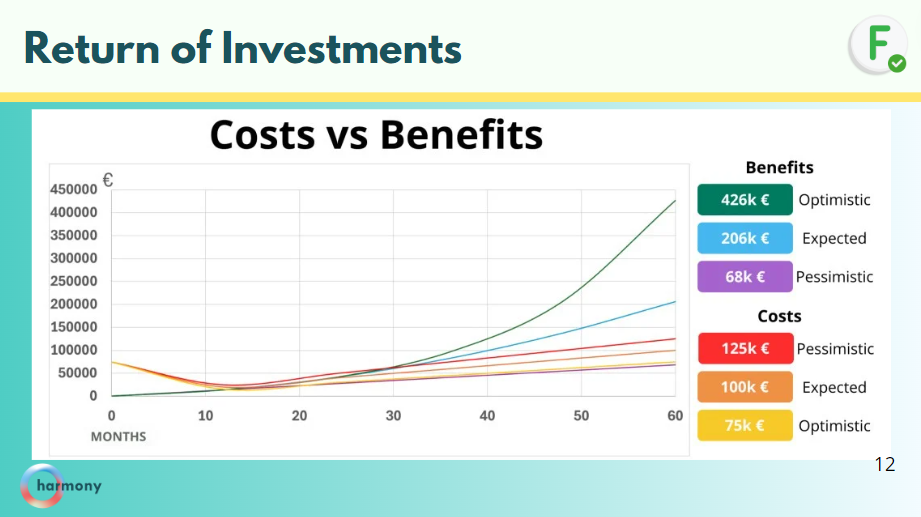 Return of Investments
F
Costs vs Benefits
€
450000
400000
350000
300000
250000
200000
150000
100000
50000
0
0 10 20 30 40 50 60
MONTHS
Benefits
426k € Optimistic
206k € Expected
68k € Pessimistic
Costs
125k € Pessimistic
100k € Expected
75k € Optimistic
12
harmony